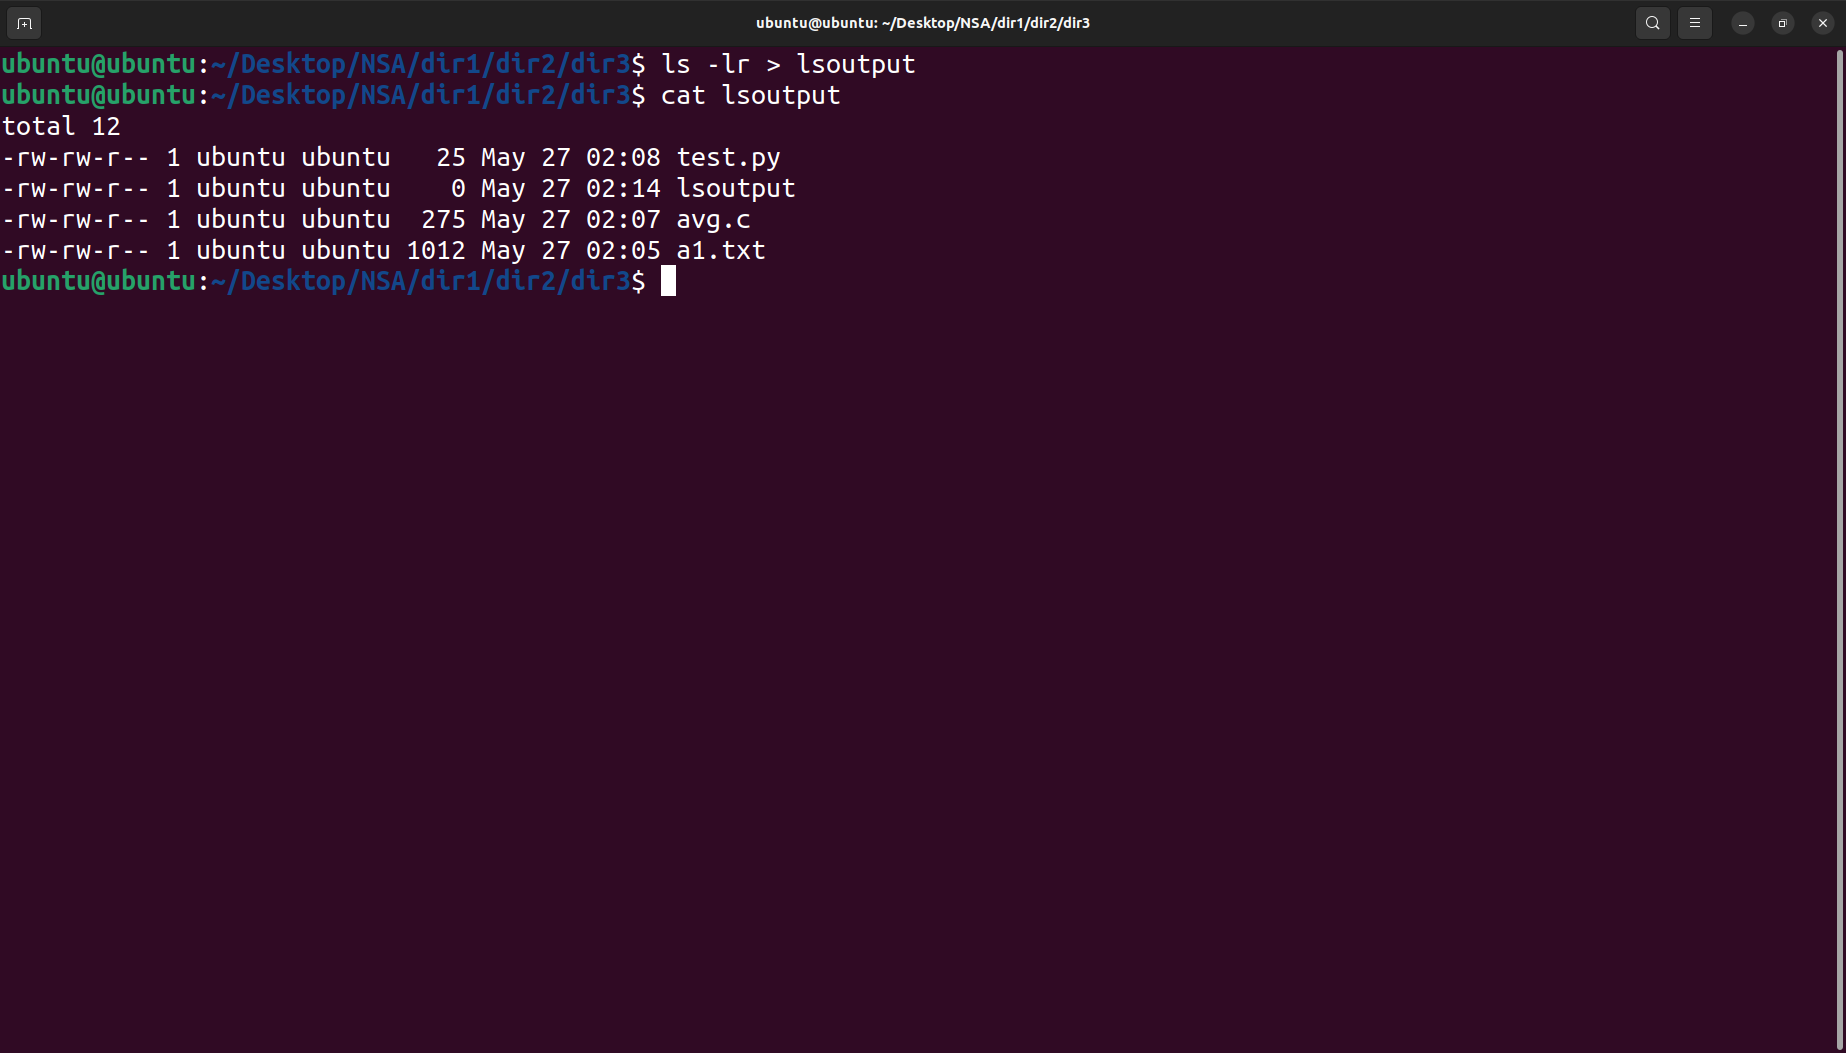 ubuntu@ubuntu: ~/Desktop/NSA/dir1/dir2/dir3
ubuntu@ubuntu:~/Desktop/NSA/dir1/dir2/dir3$ ls -lr > lsoutput
ubuntu@ubuntu:~/Desktop/NSA/dir1/dir2/dir3$ cat lsoutput
total 12
-rw-rw-r-- 1 ubuntu ubuntu   25 May 27 02:08 test.py
-rw-rw-r-- 1 ubuntu ubuntu    0 May 27 02:14 lsoutput
-rw-rw-r-- 1 ubuntu ubuntu  275 May 27 02:07 avg.c
-rw-rw-r-- 1 ubuntu ubuntu 1012 May 27 02:05 a1.txt
ubuntu@ubuntu:~/Desktop/NSA/dir1/dir2/dir3$